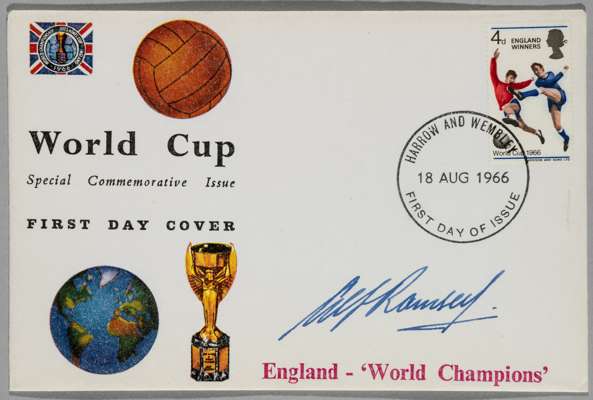 World Cup
Special Commemorative Issue
FIRST DAY COVER
4d ENGLAND
WINNERS
World Cup 1966
HARROW AND WEMBLEY
18 AUG 1966
FIRST DAY OF ISSUE
Alf Ramsey.
England - 'World Champions'